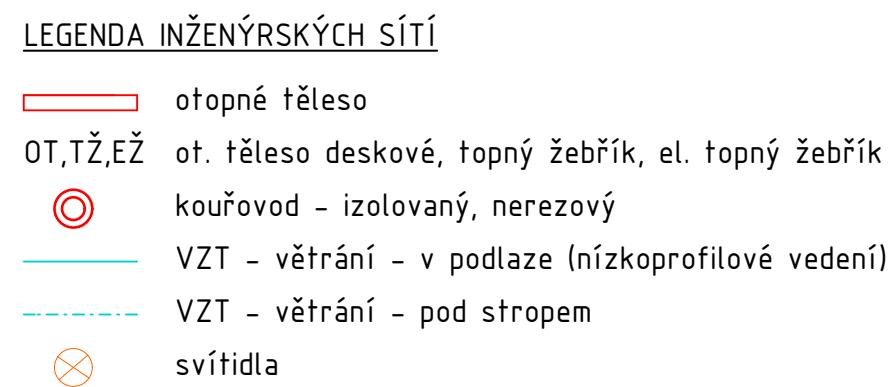 LEGENDA INŽENÝRSKÝCH SÍTÍ
otopné těleso
OT,TŽ,EŽ ot. těleso deskové, topný žebřík, el. topný žebřík
kouřovod - izolovaný, nerezový
VZT - větrání - v podlaze (nízkoprofilové vedení)
VZT - větrání - pod stropem
svítidla